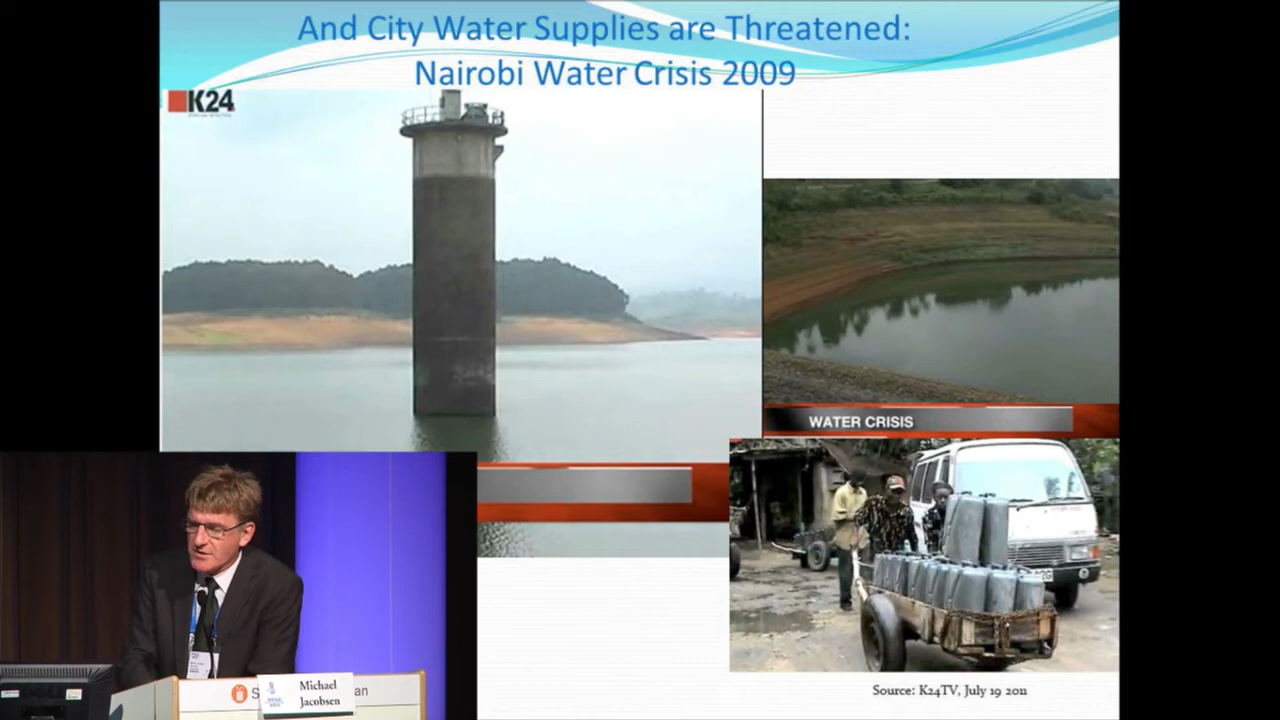 And City Water Supplies are Threatened:
Nairobi Water Crisis 2009
K24
WATER CRISIS
Source: K24TV, July 19 2011
Michael
Jacobsen